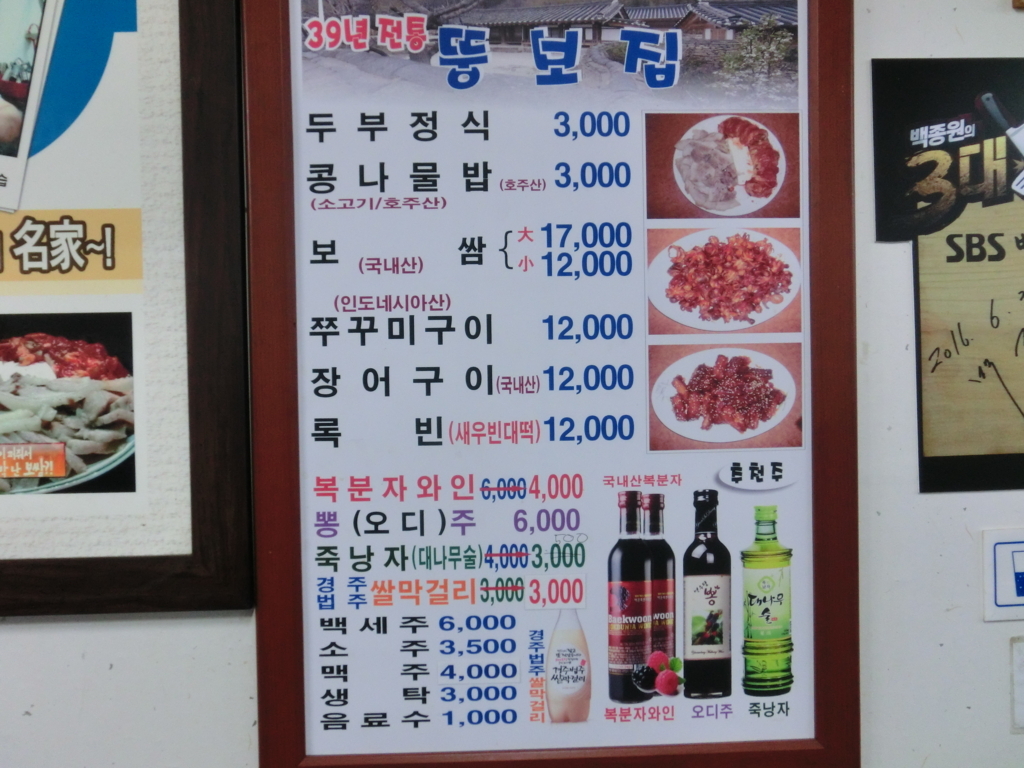 39년 전통 뚱보집
두부정식 3,000
콩나물밥 (호주산) 3,000
(소고기/호주산)
보쌈 (국내산) { 大 17,000
小 12,000
(인도네시아산)
쭈꾸미구이 12,000
장어구이 (국내산) 12,000
록빈 (새우빈대떡) 12,000
복분자와인 6,000 4,000
뽕(오디)주 6,000
죽낭자 (대나무술) 4,000 3,000
경주법주 쌀막걸리 3,000 3,000
백세주 6,000
소주 3,500
맥주 4,000
생탁 3,000
음료수 1,000
국내산복분자
추천주
경주법주쌀막걸리
복분자와인 오디주 죽낭자
名家~!
백종원의
3대
SBS
2016. 6.